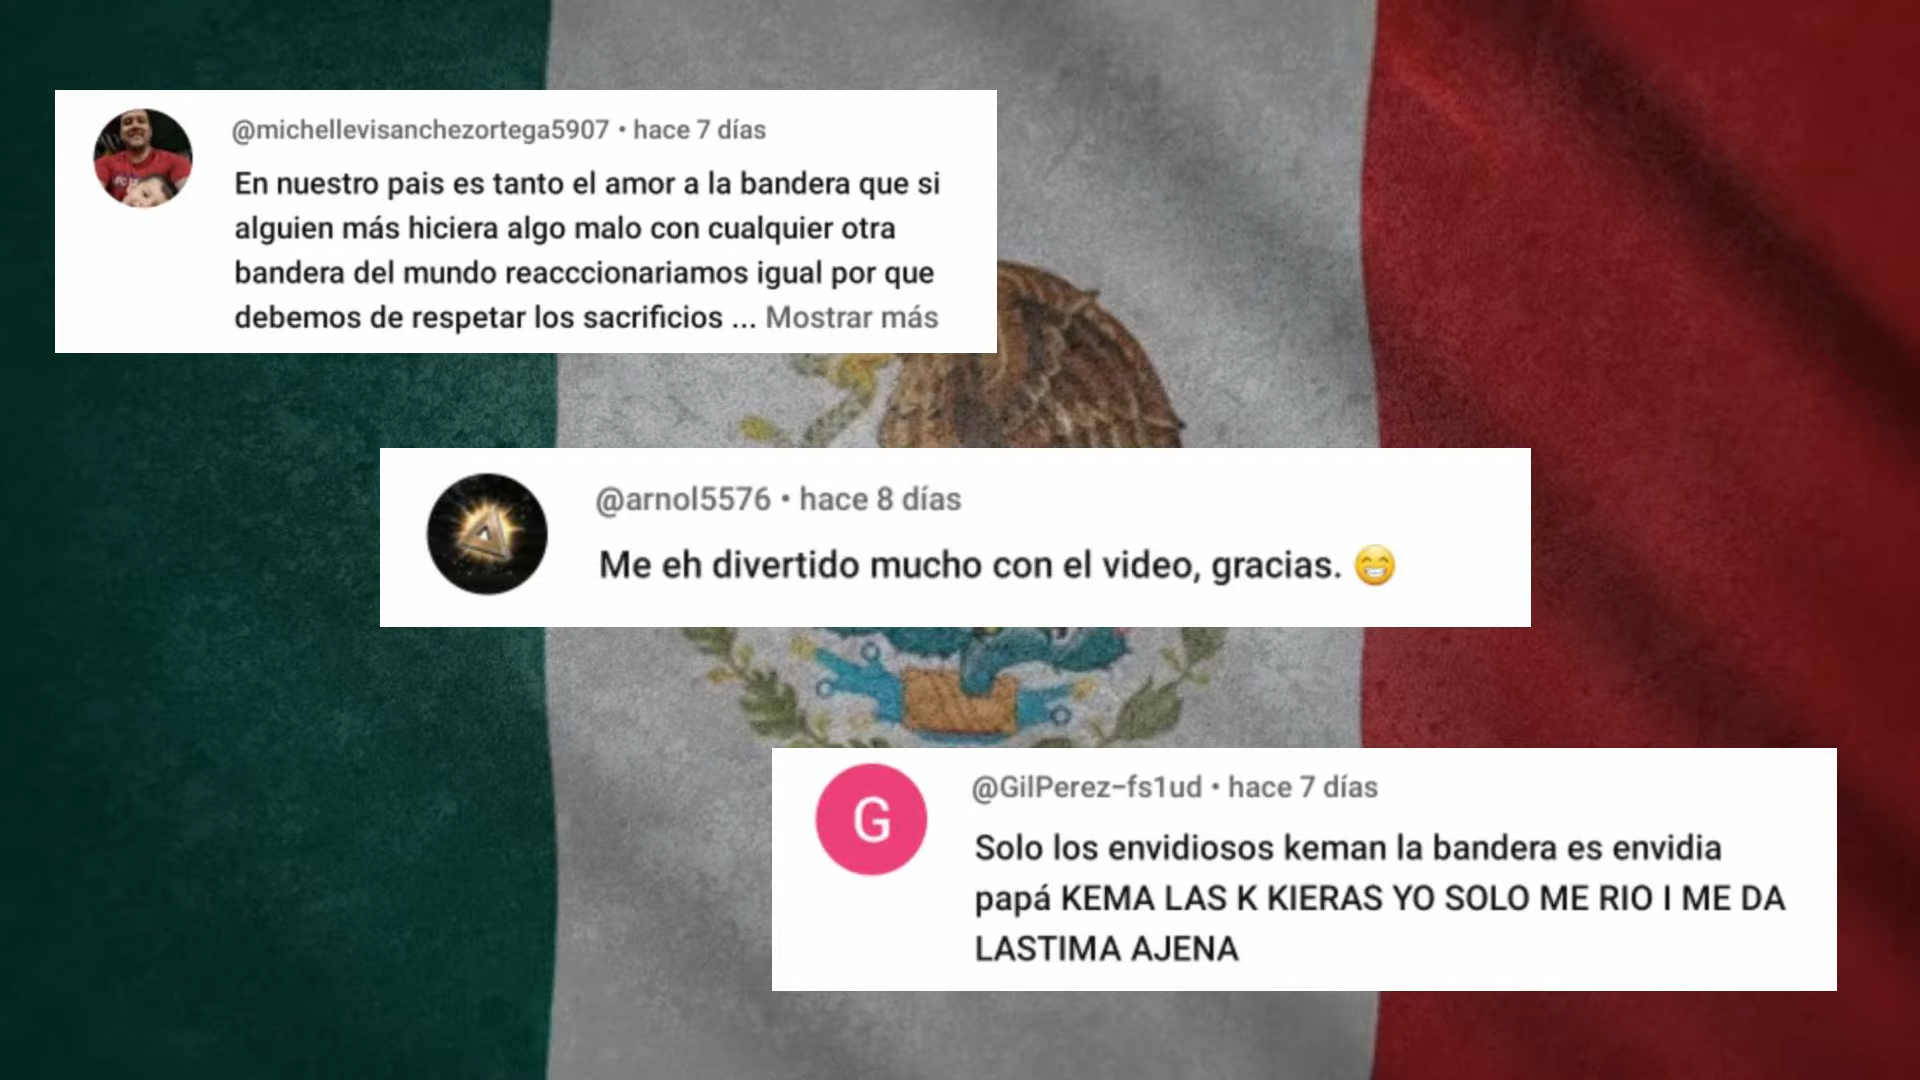 @michellevisanchezortega5907 • hace 7 días
En nuestro pais es tanto el amor a la bandera que si
alguien más hiciera algo malo con cualquier otra
bandera del mundo reacccionariamos igual por que
debemos de respetar los sacrificios ... Mostrar más
@arnol5576 • hace 8 días
Me eh divertido mucho con el video, gracias. 😁
G
@GilPerez-fs1ud • hace 7 días
Solo los envidiosos keman la bandera es envidia
papá KEMA LAS K KIERAS YO SOLO ME RIO I ME DA
LASTIMA AJENA